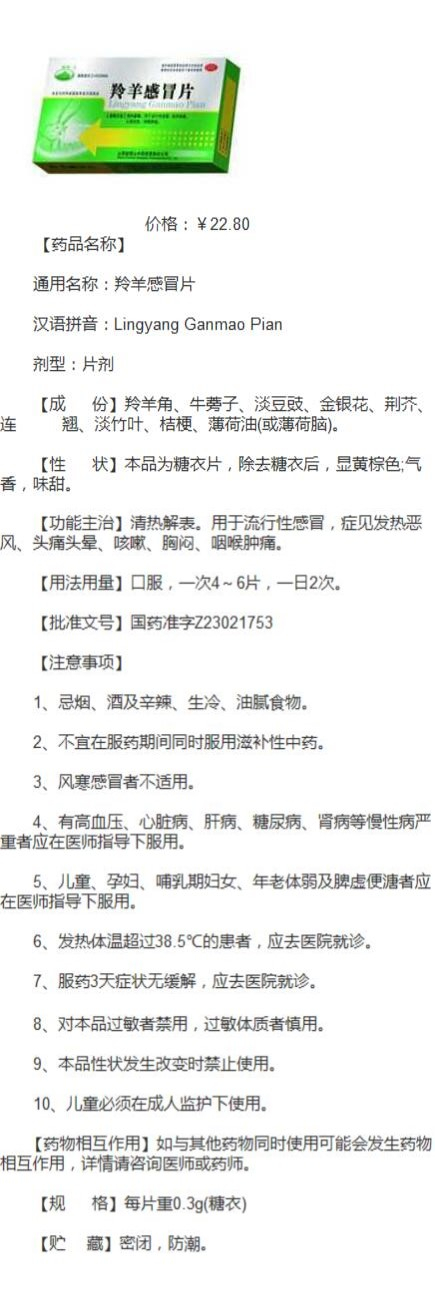 羚羊感冒片
Lingyang Ganmao Pian
价格：￥22.80
【药品名称】
通用名称：羚羊感冒片
汉语拼音：Lingyang Ganmao Pian
剂型：片剂
【成 份】羚羊角、牛蒡子、淡豆豉、金银花、荆芥、
连 翘、淡竹叶、桔梗、薄荷油(或薄荷脑)。
【性 状】本品为糖衣片，除去糖衣后，显黄棕色;气
香，味甜。
【功能主治】清热解表。用于流行性感冒，症见发热恶
风、头痛头晕、咳嗽、胸闷、咽喉肿痛。
【用法用量】口服，一次4～6片，一日2次。
【批准文号】国药准字Z23021753
【注意事项】
1、忌烟、酒及辛辣、生冷、油腻食物。
2、不宜在服药期间同时服用滋补性中药。
3、风寒感冒者不适用。
4、有高血压、心脏病、肝病、糖尿病、肾病等慢性病严
重者应在医师指导下服用。
5、儿童、孕妇、哺乳期妇女、年老体弱及脾虚便溏者应
在医师指导下服用。
6、发热体温超过38.5℃的患者，应去医院就诊。
7、服药3天症状无缓解，应去医院就诊。
8、对本品过敏者禁用，过敏体质者慎用。
9、本品性状发生改变时禁止使用。
10、儿童必须在成人监护下使用。
【药物相互作用】如与其他药物同时使用可能会发生药物
相互作用，详情请咨询医师或药师。
【规 格】每片重0.3g(糖衣)
【贮 藏】密闭，防潮。